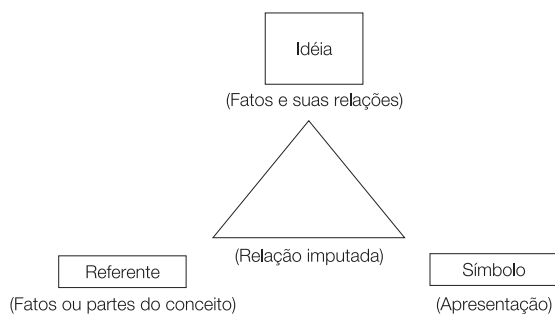 Idéia
(Fatos e suas relações)
(Relação imputada)
Referente
Símbolo
(Fatos ou partes do conceito)
(Apresentação)